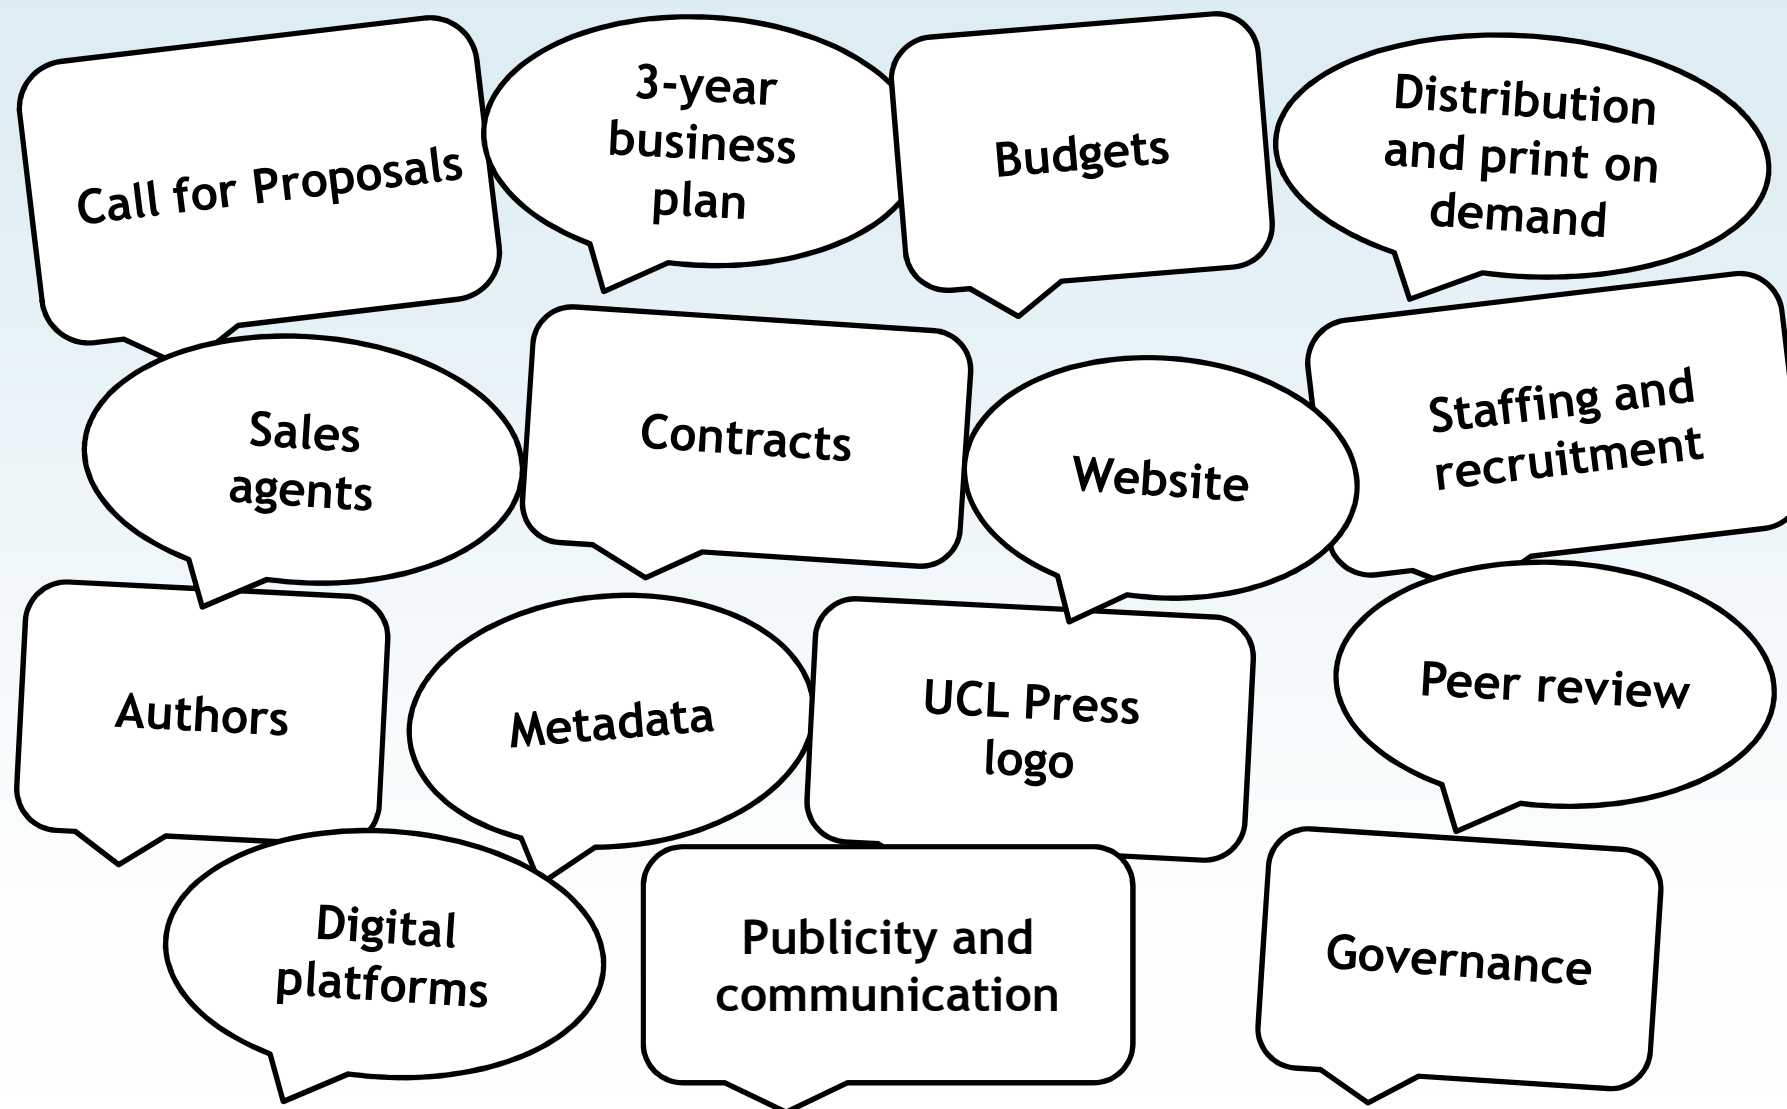 Call for Proposals
3-year
business
plan
Budgets
Distribution
and print on
demand
Sales
agents
Contracts
Website
Staffing and
recruitment
Authors
Metadata
UCL Press
logo
Peer review
Digital
platforms
Publicity and
communication
Governance